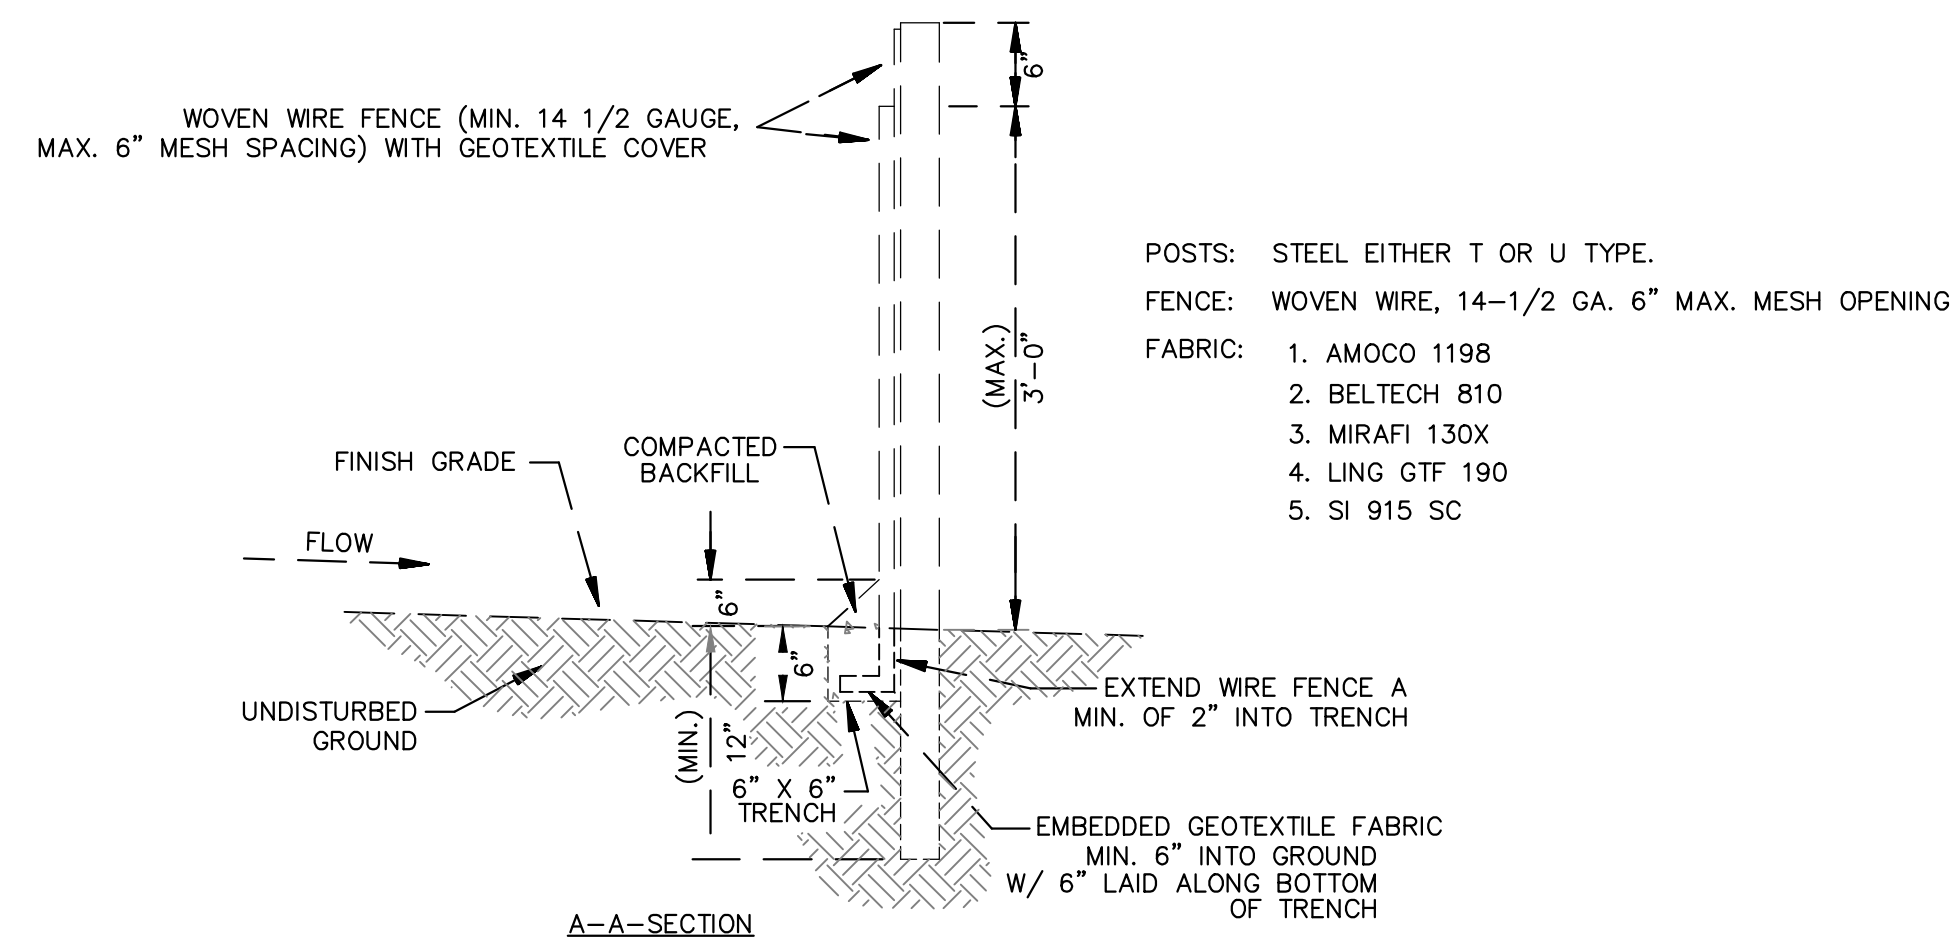 6"
WOVEN WIRE FENCE (MIN. 14 1/2 GAUGE,
MAX. 6" MESH SPACING) WITH GEOTEXTILE COVER
POSTS: STEEL EITHER T OR U TYPE.
FENCE: WOVEN WIRE, 14-1/2 GA. 6" MAX. MESH OPENING
FABRIC: 1. AMOCO 1198
2. BELTECH 810
3. MIRAFI 130X
4. LING GTF 190
5. SI 915 SC
(MAX.)
3'-0"
COMPACTED
BACKFILL
FINISH GRADE
FLOW
6"
6"
UNDISTURBED
GROUND
(MIN.)
12"
6" X 6"
TRENCH
EXTEND WIRE FENCE A
MIN. OF 2" INTO TRENCH
EMBEDDED GEOTEXTILE FABRIC
MIN. 6" INTO GROUND
W/ 6" LAID ALONG BOTTOM
OF TRENCH
A-A-SECTION